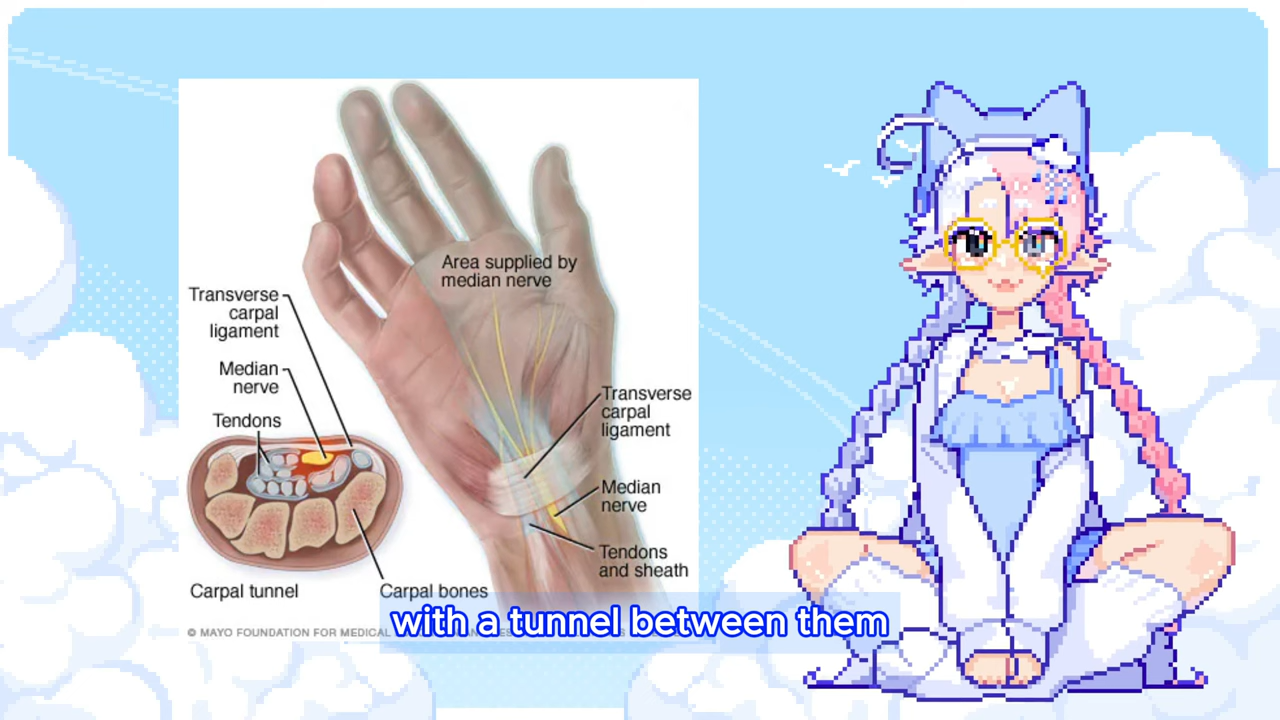 Area supplied by
median nerve
Transverse
carpal
ligament
Median
nerve
Tendons
Transverse
carpal
ligament
Median
nerve
Tendons
and sheath
Carpal tunnel
Carpal bones
with a tunnel between them
© MAYO FOUNDATION FOR MEDICAL